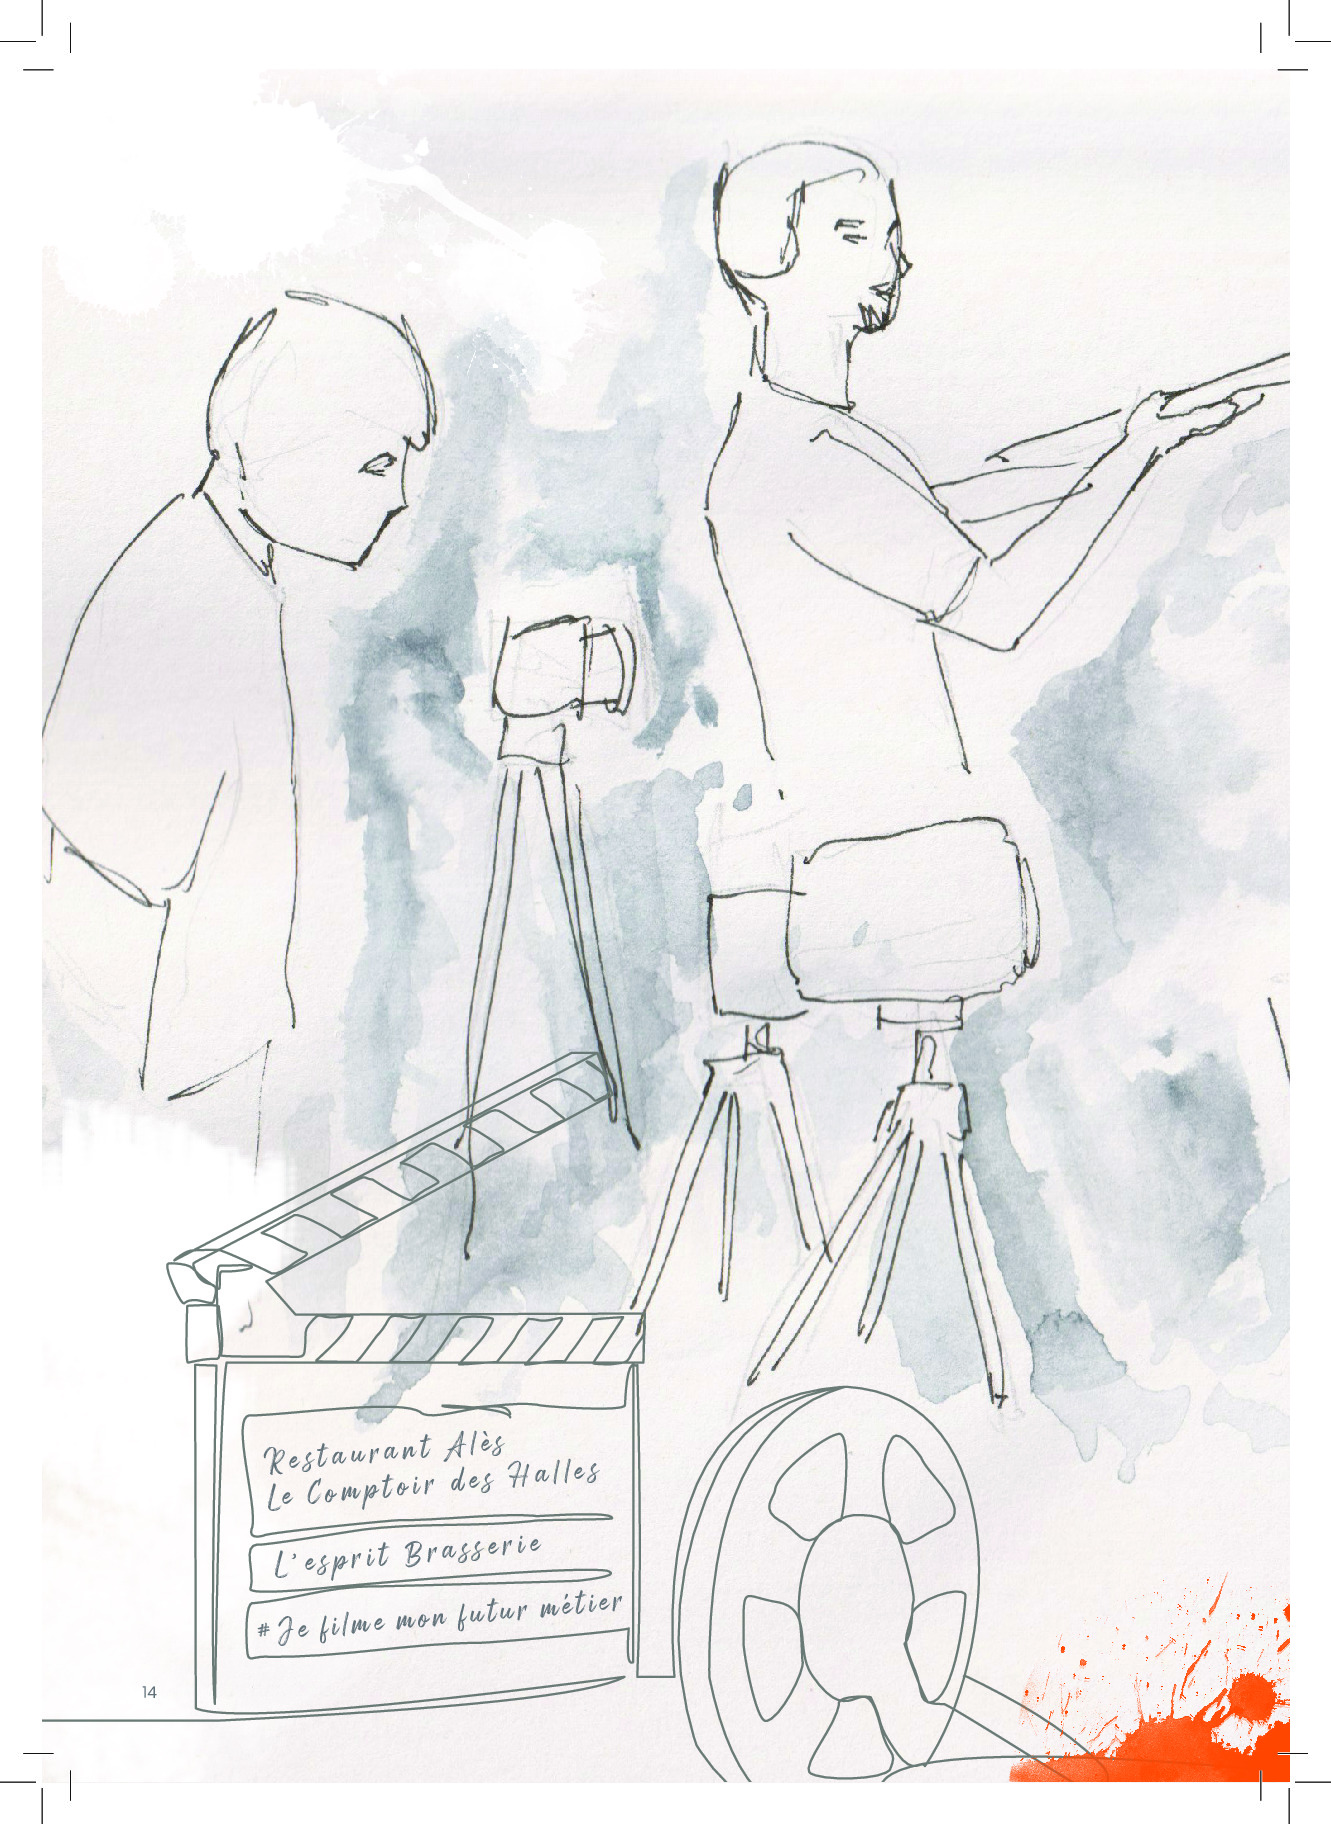 Restaurant Alès
Le Comptoir des Halles
L'esprit Brasserie
# Je filme mon futur métier
14